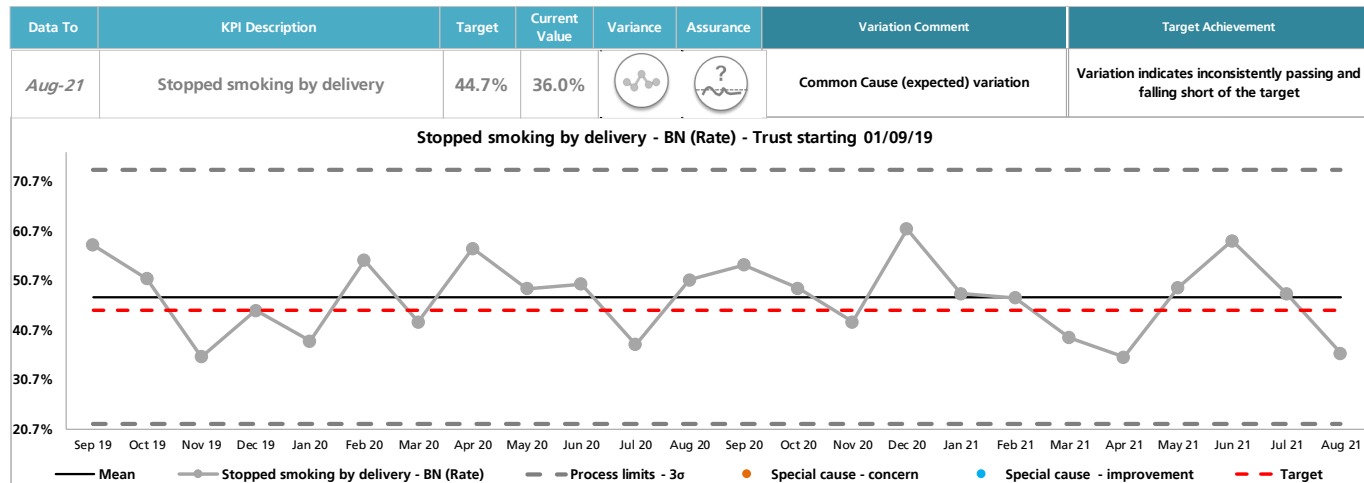 Data To KPI Description Target Current Value Variance Assurance Variation Comment Target Achievement
Aug-21 Stopped smoking by delivery 44.7% 36.0% ? Common Cause (expected) variation Variation indicates inconsistently passing and falling short of the target
Stopped smoking by delivery - BN (Rate) - Trust starting 01/09/19
70.7%
60.7%
50.7%
40.7%
30.7%
20.7%
Sep 19 Oct 19 Nov 19 Dec 19 Jan 20 Feb 20 Mar 20 Apr 20 May 20 Jun 20 Jul 20 Aug 20 Sep 20 Oct 20 Nov 20 Dec 20 Jan 21 Feb 21 Mar 21 Apr 21 May 21 Jun 21 Jul 21 Aug 21
Mean Stopped smoking by delivery - BN (Rate) Process limits - 3σ Special cause - concern Special cause - improvement Target